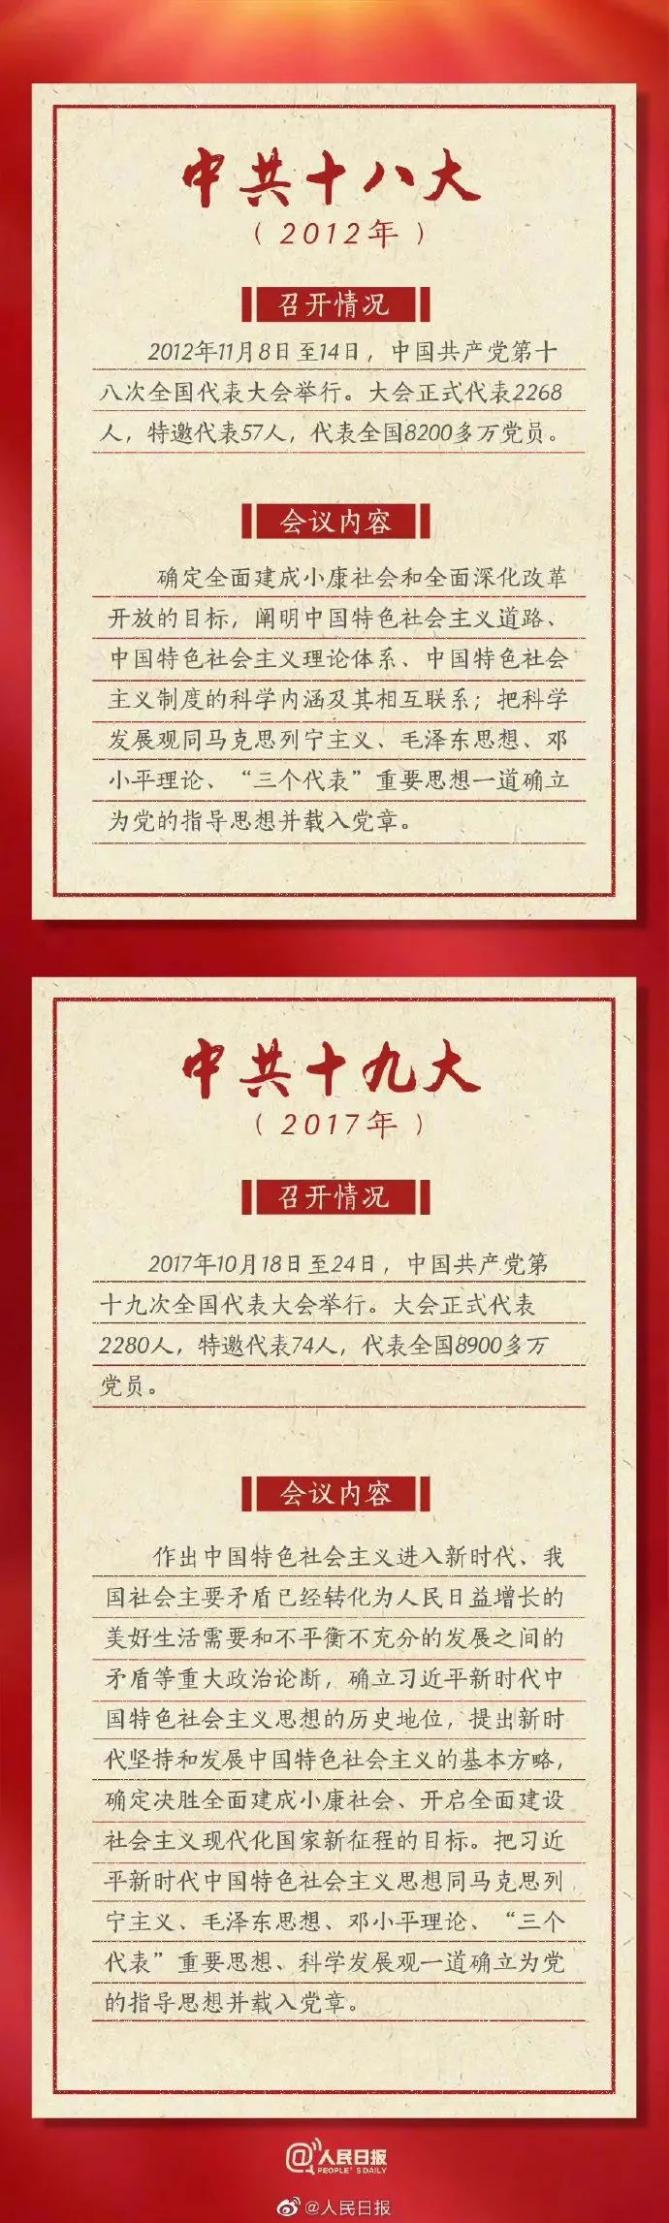 中共十八大
（2012年）
召开情况
2012年11月8日至14日，中国共产党第十
八次全国代表大会举行。大会正式代表2268
人，特邀代表57人，代表全国8200多万党员。
会议内容
确定全面建成小康社会和全面深化改革
开放的目标，阐明中国特色社会主义道路、
中国特色社会主义理论体系、中国特色社会
主义制度的科学内涵及其相互联系；把科学
发展观同马克思列宁主义、毛泽东思想、邓
小平理论、“三个代表”重要思想一道确立
为党的指导思想并载入党章。
中共十九大
（2017年）
召开情况
2017年10月18日至24日，中国共产党第
十九次全国代表大会举行。大会正式代表
2280人，特邀代表74人，代表全国8900多万
党员。
会议内容
作出中国特色社会主义进入新时代、我
国社会主要矛盾已经转化为人民日益增长的
美好生活需要和不平衡不充分的发展之间的
矛盾等重大政治论断，确立习近平新时代中
国特色社会主义思想的历史地位，提出新时
代坚持和发展中国特色社会主义的基本方略，
确定决胜全面建成小康社会、开启全面建设
社会主义现代化国家新征程的目标。把习近
平新时代中国特色社会主义思想同马克思列
宁主义、毛泽东思想、邓小平理论、“三个
代表”重要思想、科学发展观一道确立为党
的指导思想并载入党章。
@人民日报
PEOPLE'S DAILY
@人民日报